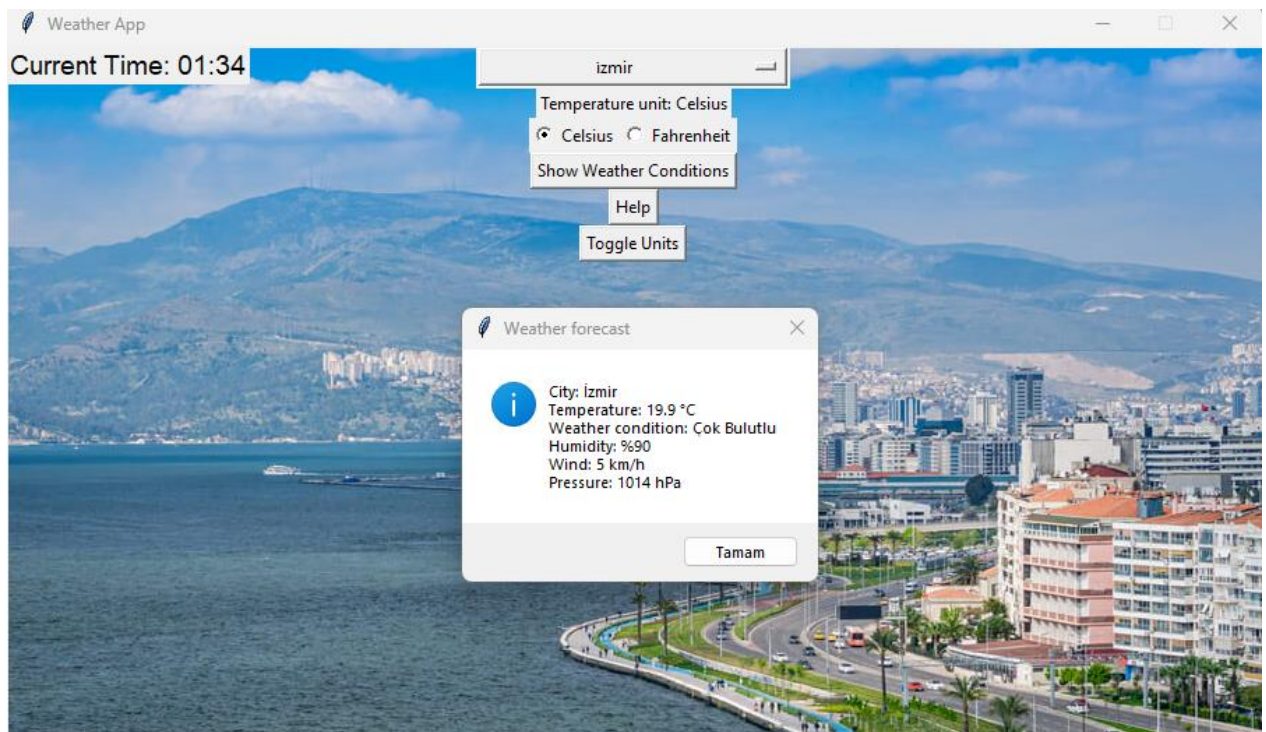 Weather App
Current Time: 01:34
izmir
Temperature unit: Celsius
Celsius Fahrenheit
Show Weather Conditions
Help
Toggle Units
Weather forecast
City: İzmir
Temperature: 19.9 °C
Weather condition: Çok Bulutlu
Humidity: %90
Wind: 5 km/h
Pressure: 1014 hPa
Tamam